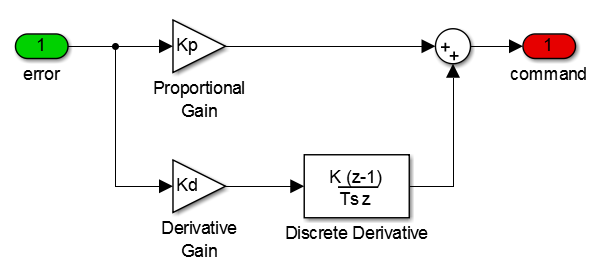 1
error
Kp
Proportional
Gain
+
+
1
command
Kd
Derivative
Gain
K (z-1)
Ts z
Discrete Derivative